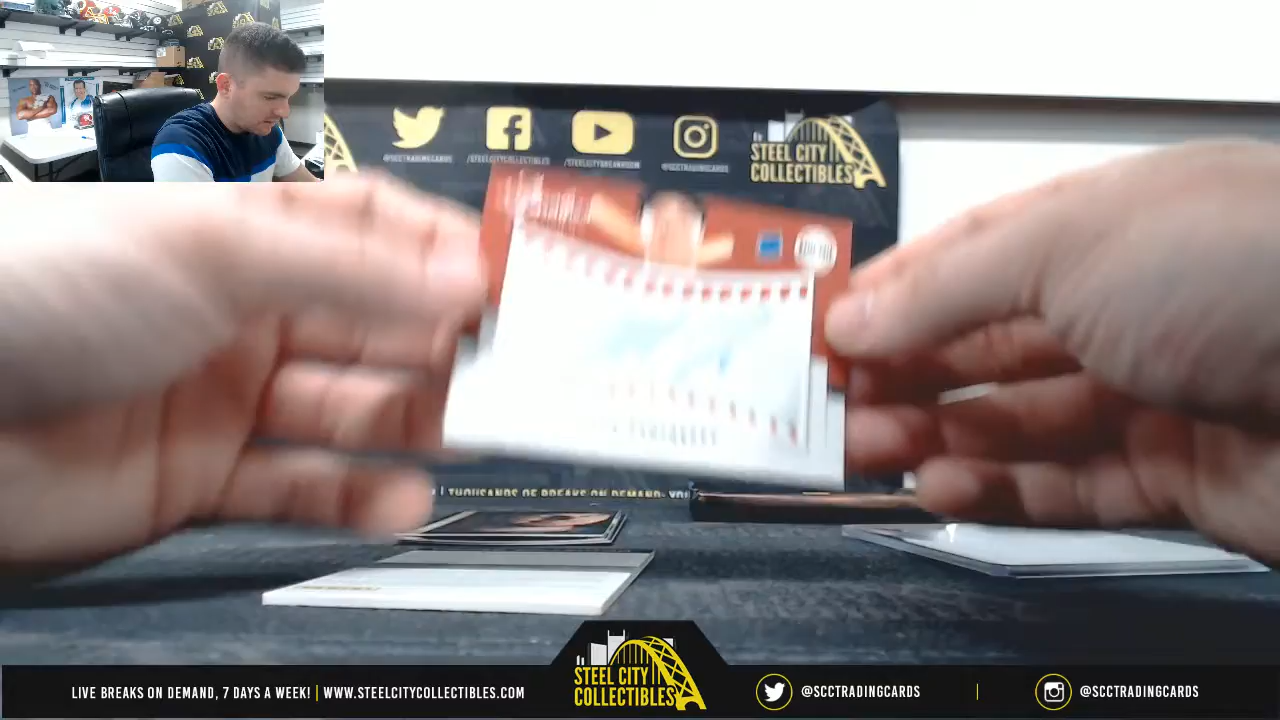 STEEL CITY
COLLECTIBLES
@SCCTRADINGCARDS
/STEELCITYCOLLECTIBLES
/STEELCITYBREAKROOM
@SCCTRADINGCARDS
THOUSANDS OF BREAKS ON DEMAND
STEEL CITY
COLLECTIBLES
LIVE BREAKS ON DEMAND, 7 DAYS A WEEK! | WWW.STEELCITYCOLLECTIBLES.COM
@SCCTRADINGCARDS
@SCCTRADINGCARDS